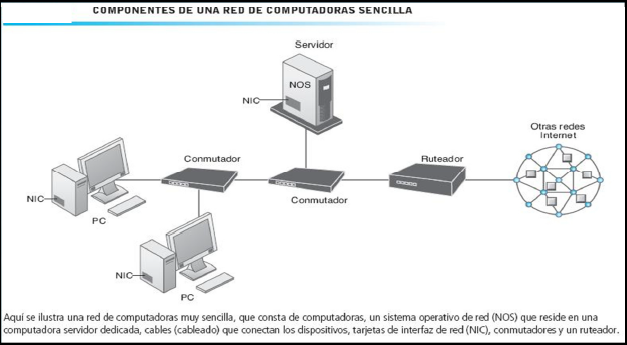 COMPONENTES DE UNA RED DE COMPUTADORAS SENCILLA
Servidor
NOS
NIC
Otras redes
Internet
Conmutador
Ruteador
Conmutador
NIC
PC
NIC
PC
Aquí se ilustra una red de computadoras muy sencilla, que consta de computadoras, un sistema operativo de red (NOS) que reside en una
computadora servidor dedicada, cables (cableado) que conectan los dispositivos, tarjetas de interfaz de red (NIC), conmutadores y un ruteador.